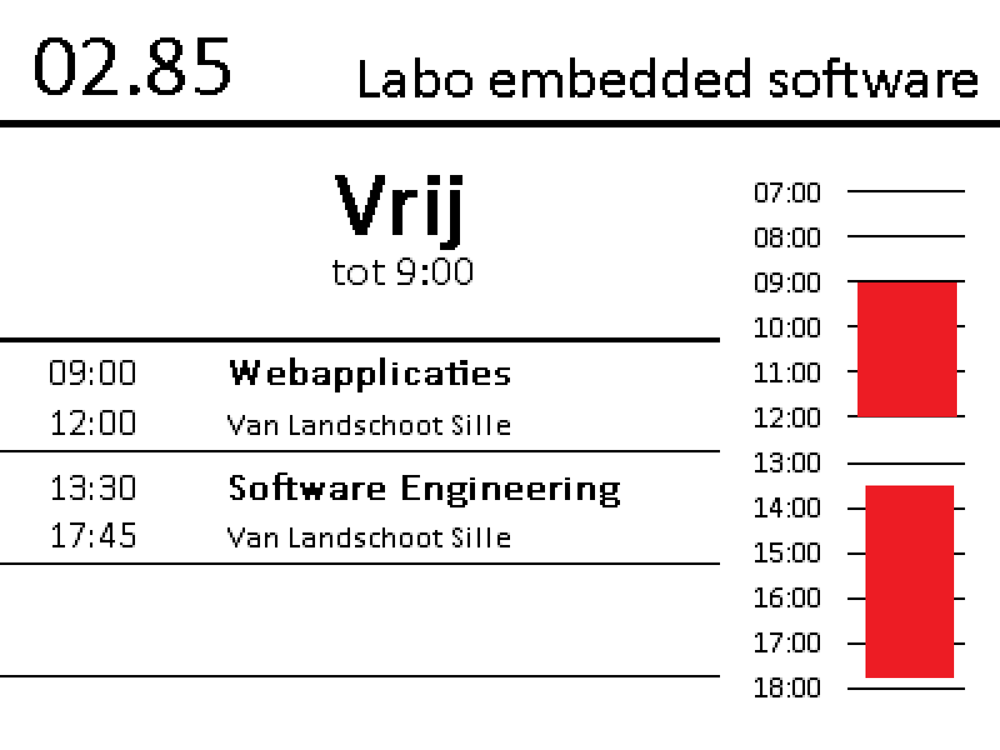 02.85 Labo embedded software
Vrij
tot 9:00
09:00 Webapplicaties
12:00 Van Landschoot Sille
13:30 Software Engineering
17:45 Van Landschoot Sille
07:00
08:00
09:00
10:00
11:00
12:00
13:00
14:00
15:00
16:00
17:00
18:00